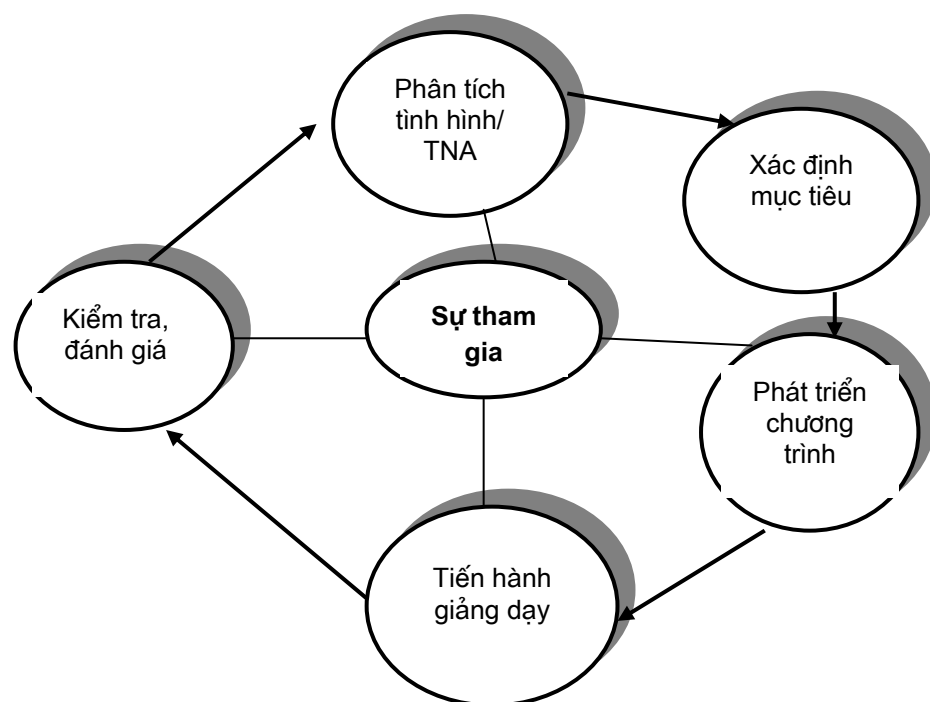 Phân tích
tình hình/
TNA
Xác định
mục tiêu
Kiểm tra,
đánh giá
Sự tham
gia
Phát triển
chương
trình
Tiến hành
giảng dạy